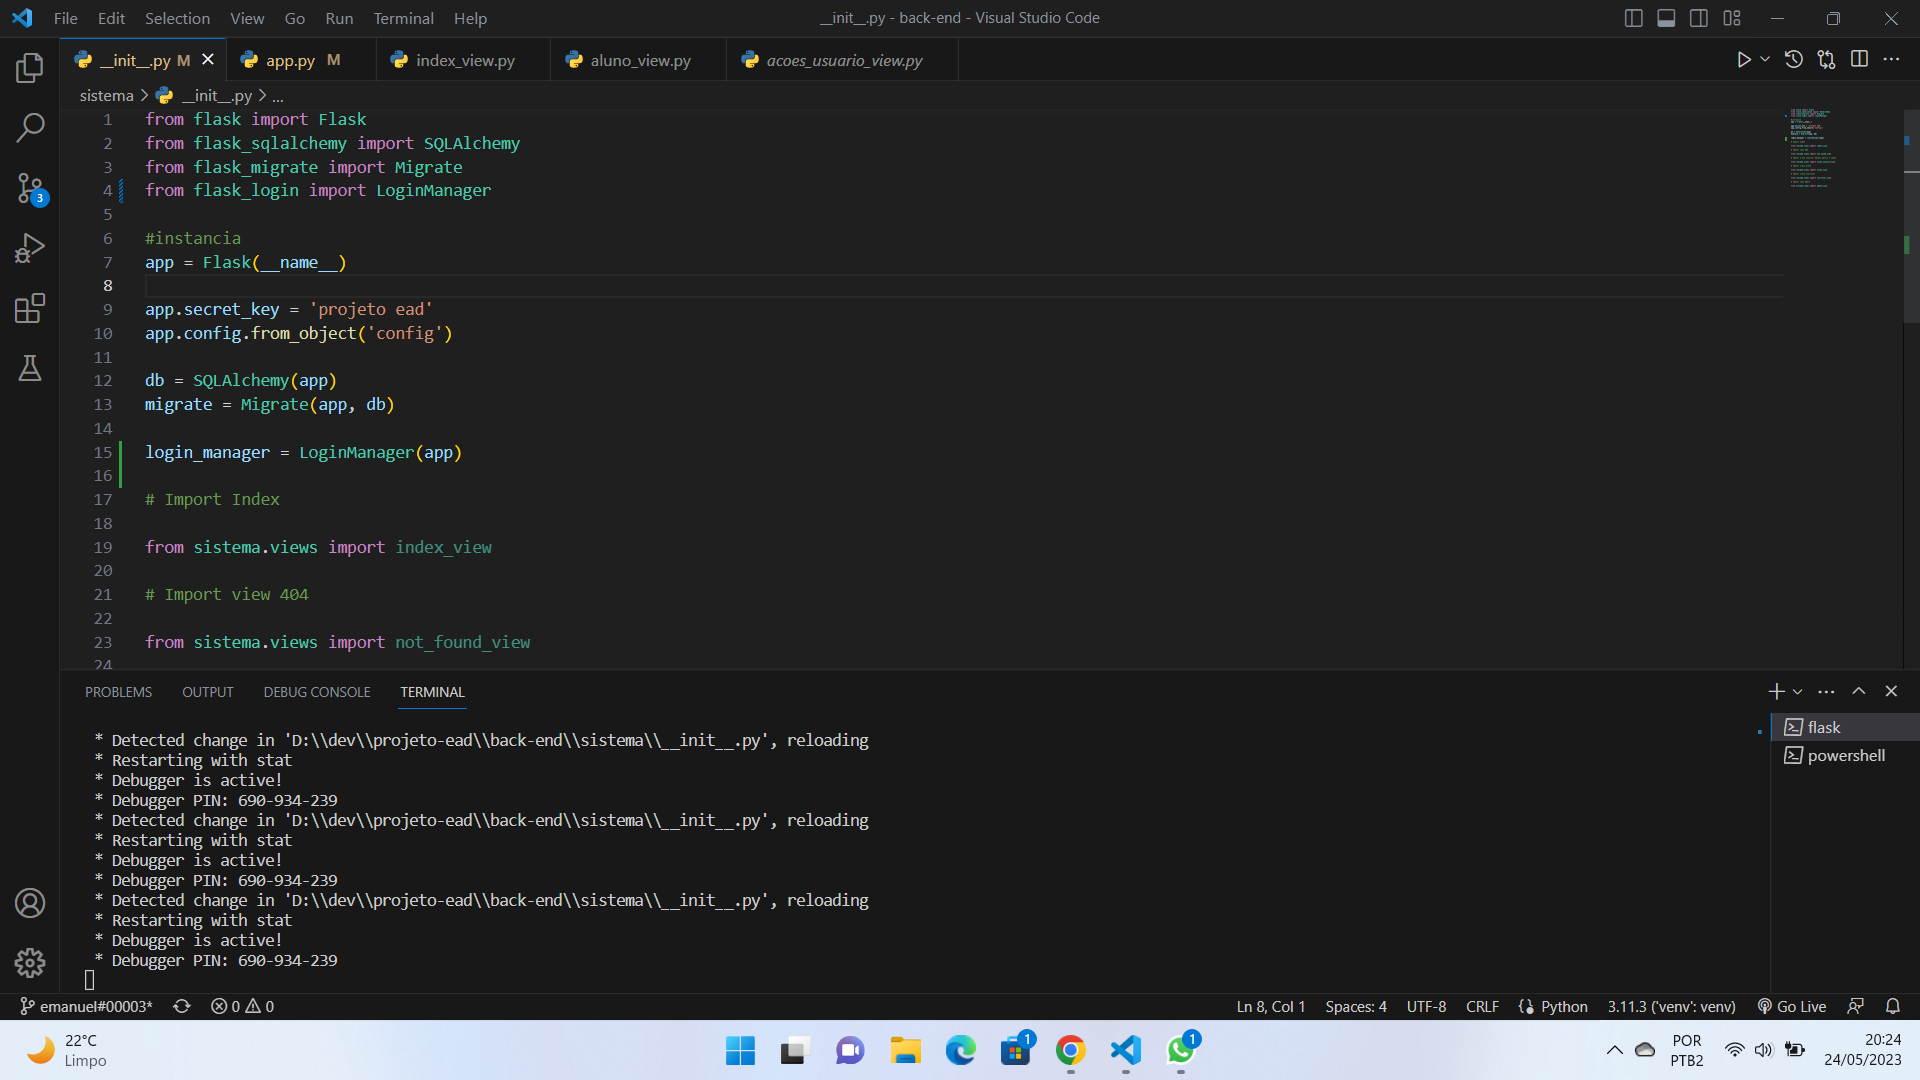 File Edit Selection View Go Run Terminal Help
__init__.py - back-end - Visual Studio Code
__init__.py M
app.py M
index_view.py
aluno_view.py
acoes_usuario_view.py
sistema > __init__.py > ...
1 from flask import Flask
2 from flask_sqlalchemy import SQLAlchemy
3 from flask_migrate import Migrate
4 from flask_login import LoginManager
5
6 #instancia
7 app = Flask(__name__)
8
9 app.secret_key = 'projeto ead'
10 app.config.from_object('config')
11
12 db = SQLAlchemy(app)
13 migrate = Migrate(app, db)
14
15 login_manager = LoginManager(app)
16
17 # Import Index
18
19 from sistema.views import index_view
20
21 # Import view 404
22
23 from sistema.views import not_found_view
24
3
PROBLEMS OUTPUT DEBUG CONSOLE TERMINAL
* Detected change in 'D:\\dev\\projeto-ead\\back-end\\sistema\\__init__.py', reloading
* Restarting with stat
* Debugger is active!
* Debugger PIN: 690-934-239
* Detected change in 'D:\\dev\\projeto-ead\\back-end\\sistema\\__init__.py', reloading
* Restarting with stat
* Debugger is active!
* Debugger PIN: 690-934-239
* Detected change in 'D:\\dev\\projeto-ead\\back-end\\sistema\\__init__.py', reloading
* Restarting with stat
* Debugger is active!
* Debugger PIN: 690-934-239
flask
powershell
emanuel#00003* 0 0
Ln 8, Col 1 Spaces: 4 UTF-8 CRLF Python 3.11.3 ('venv': venv) Go Live
22°C
Limpo
1
1
POR
PTB2
20:24
24/05/2023